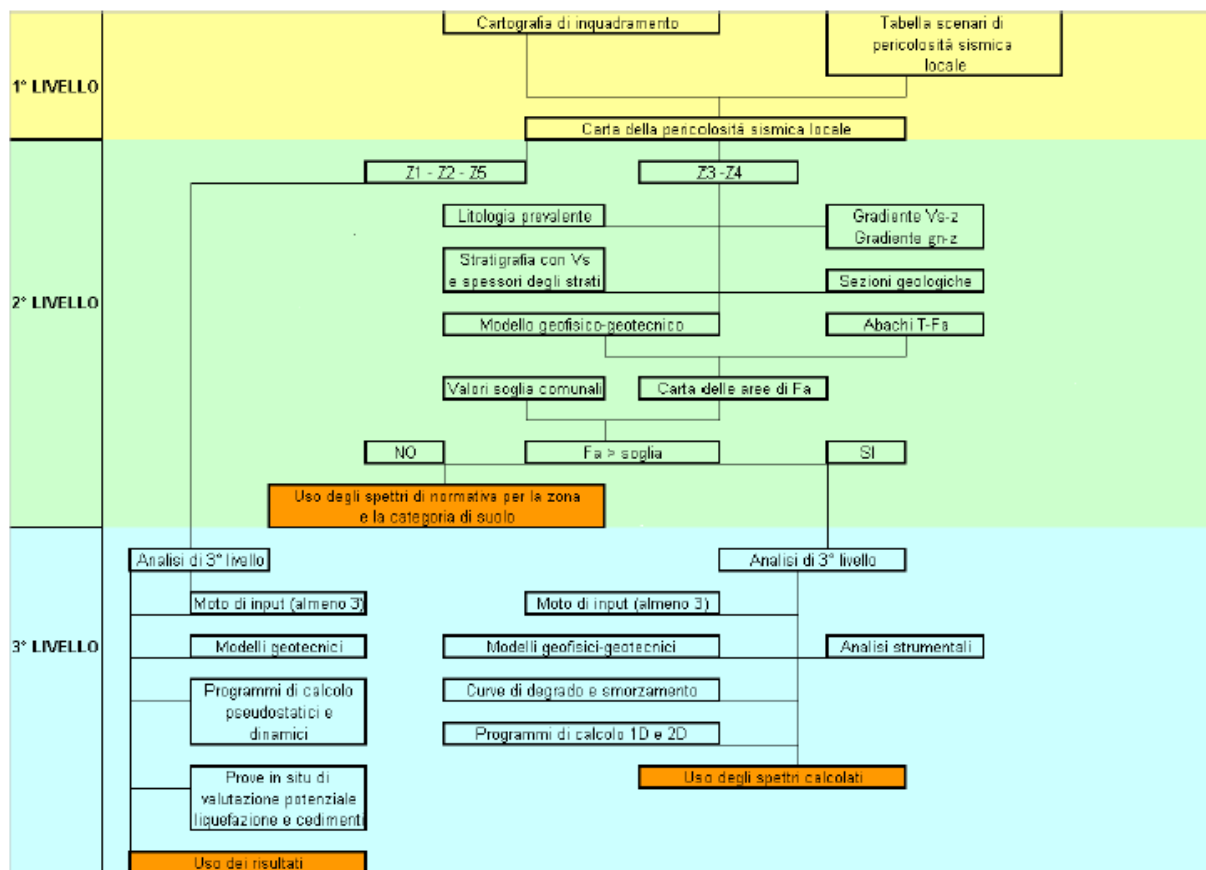 Cartografia di inquadramento
Tabella scenari di
pericolosità sismica
locale
1° LIVELLO
Carta della pericolosità sismica locale
Z1 - Z2 - Z5
Z3 -Z4
Litologia prevalente
Gradiente Vs-z
Gradiente gn-z
Stratigrafia con Vs
e spessori degli strati
Sezioni geologiche
2° LIVELLO
Modello geofisico-geotecnico
Abachi T-Fa
Valori soglia comunali
Carta delle aree di Fa
NO
Fa > soglia
SI
Uso degli spettri di normativa per la zona
e la categoria di suolo
Analisi di 3° livello
Analisi di 3° livello
Moto di input (almeno 3)
Moto di input (almeno 3)
3° LIVELLO
Modelli geotecnici
Modelli geofisici-geotecnici
Analisi strumentali
Programmi di calcolo
pseudostatici e
dinamici
Curve di degrado e smorzamento
Programmi di calcolo 1D e 2D
Prove in situ di
valutazione potenziale
liquefazione e cedimenti
Uso degli spettri calcolati
Uso dei risultati